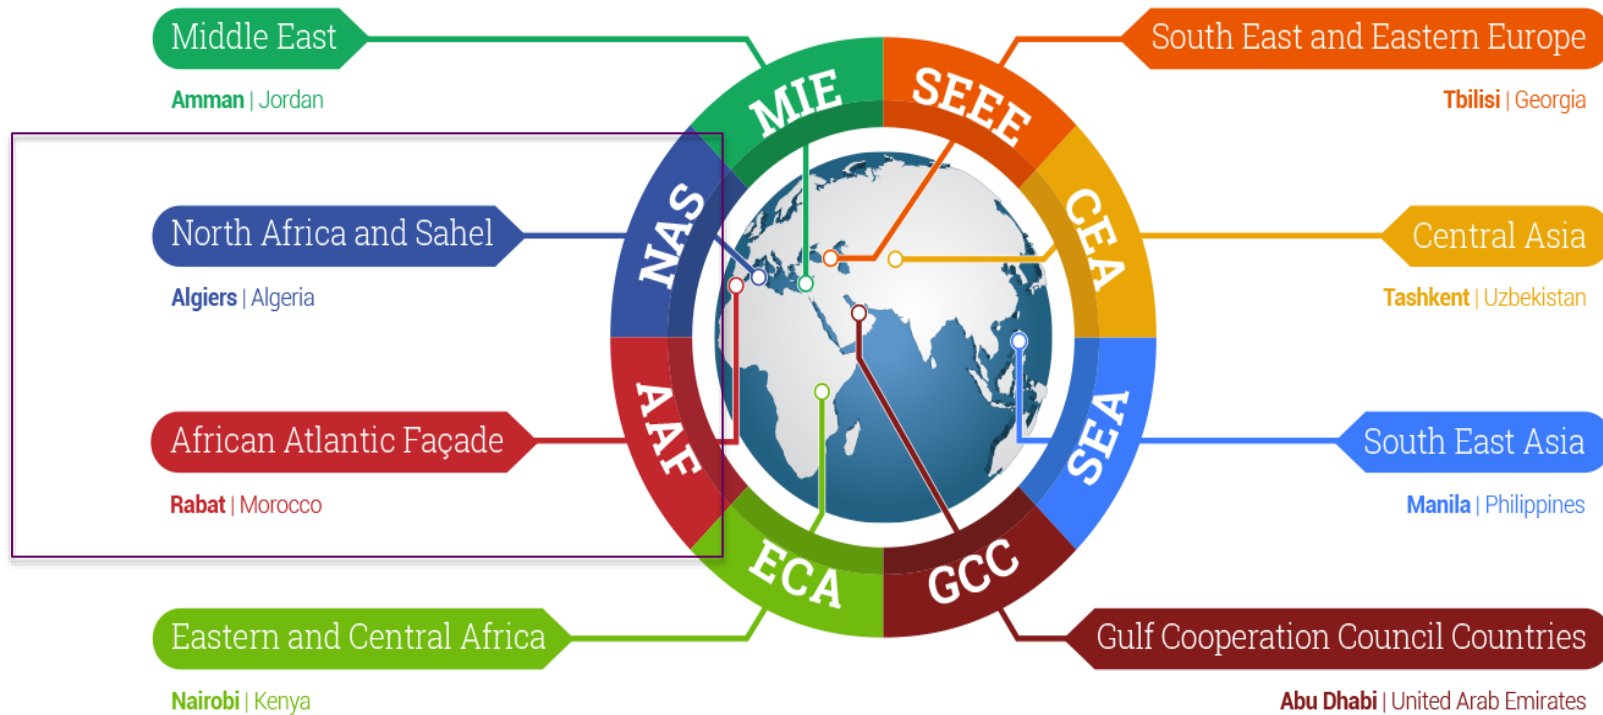 Middle East
Amman | Jordan
North Africa and Sahel
Algiers | Algeria
African Atlantic Façade
Rabat | Morocco
Eastern and Central Africa
Nairobi | Kenya
MIE
SEEE
NAS
CEA
AAF
SEA
ECA
GCC
South East and Eastern Europe
Tbilisi | Georgia
Central Asia
Tashkent | Uzbekistan
South East Asia
Manila | Philippines
Gulf Cooperation Council Countries
Abu Dhabi | United Arab Emirates